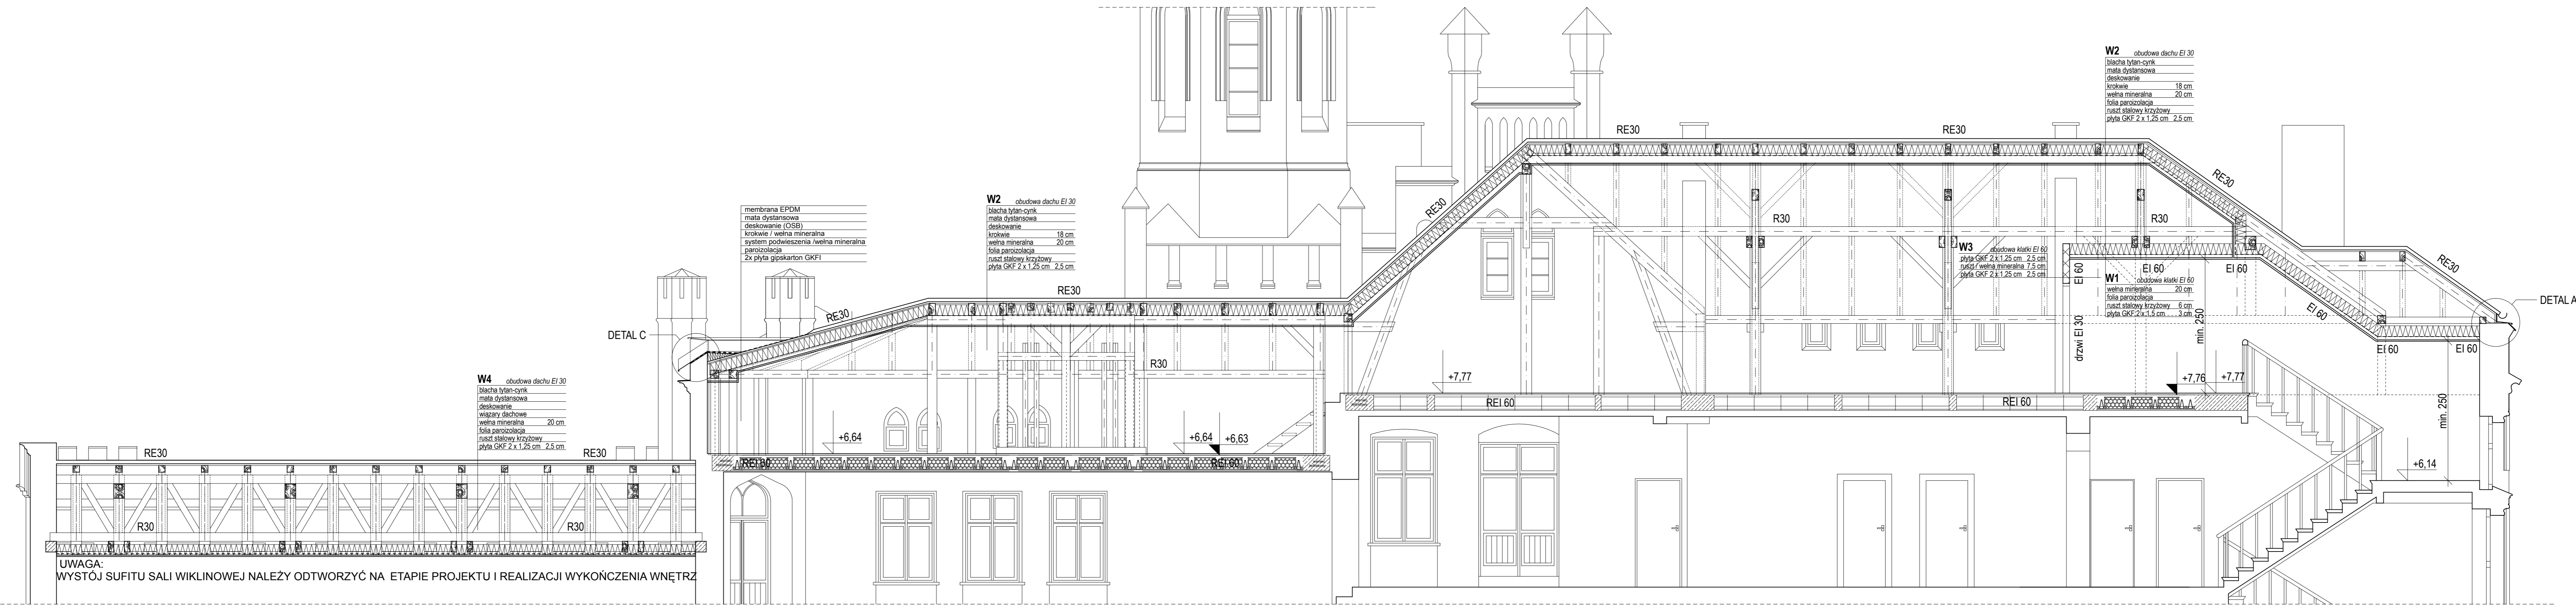 W2 obudowa dachu EI 30
blacha tytan-cynk
mata dystansowa
deskowanie
krokwie 18 cm
wełna mineralna 20 cm
folia paroizolacja
ruszt stalowy krzyżowy
płyta GKF 2 x 1,25 cm 2,5 cm
RE30
RE30
RE30
RE30
RE30
R30
R30
W3 obudowa klatki EI 60
płyta GKF 2 x 1,25 cm 2,5 cm
ruszt / wełna mineralna 7,5 cm
płyta GKF 2 x 1,25 cm 2,5 cm
W1 obudowa klatki EI 60
wełna mineralna 20 cm
folia paroizolacja
ruszt stalowy krzyżowy 6 cm
płyta GKF 2 x 1,5 cm 3 cm
EI 60
EI 60
EI 60
EI 60
EI 60
EI 60
drzwi EI 30
min. 250
min. 250
DETAL A
membrana EPDM
mata dystansowa
deskowanie (OSB)
krokwie / wełna mineralna
system podwieszenia /wełna mineralna
paroizolacja
2x płyta gipskarton GKFI
W2 obudowa dachu EI 30
blacha tytan-cynk
mata dystansowa
deskowanie
krokwie 18 cm
wełna mineralna 20 cm
folia paroizolacja
ruszt stalowy krzyżowy
płyta GKF 2 x 1,25 cm 2,5 cm
RE30
RE30
R30
DETAL C
W4 obudowa dachu EI 30
blacha tytan-cynk
mata dystansowa
deskowanie
wiązary dachowe
wełna mineralna 20 cm
folia paroizolacja
ruszt stalowy krzyżowy
płyta GKF 2 x 1,25 cm 2,5 cm
+7,77
+7,76
+7,77
REI 60
REI 60
+6,64
+6,64
+6,63
REI 60
REI 60
+6,14
RE30
RE30
R30
R30
UWAGA:
WYSTÓJ SUFITU SALI WIKLINOWEJ NALEŻY ODTWORZYĆ NA ETAPIE PROJEKTU I REALIZACJI WYKOŃCZENIA WNĘTRZ